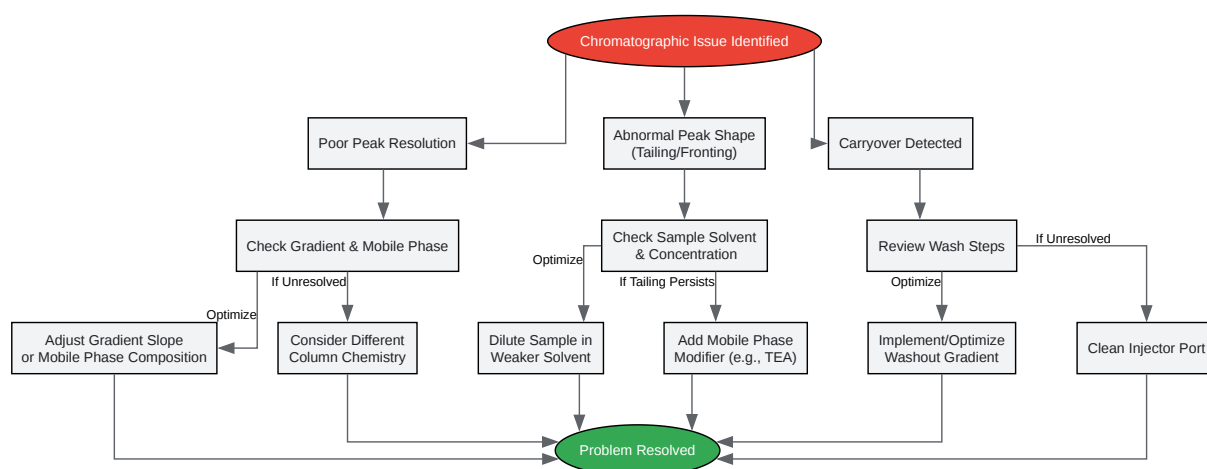 Chromatographic Issue Identified
Poor Peak Resolution
Abnormal Peak Shape
(Tailing/Fronting)
Carryover Detected
Check Gradient & Mobile Phase
Check Sample Solvent
& Concentration
Review Wash Steps
If Unresolved
Optimize
If Unresolved
Optimize
If Tailing Persists
Optimize
Adjust Gradient Slope
or Mobile Phase Composition
Consider Different
Column Chemistry
Dilute Sample in
Weaker Solvent
Add Mobile Phase
Modifier (e.g., TEA)
Implement/Optimize
Washout Gradient
Clean Injector Port
Problem Resolved